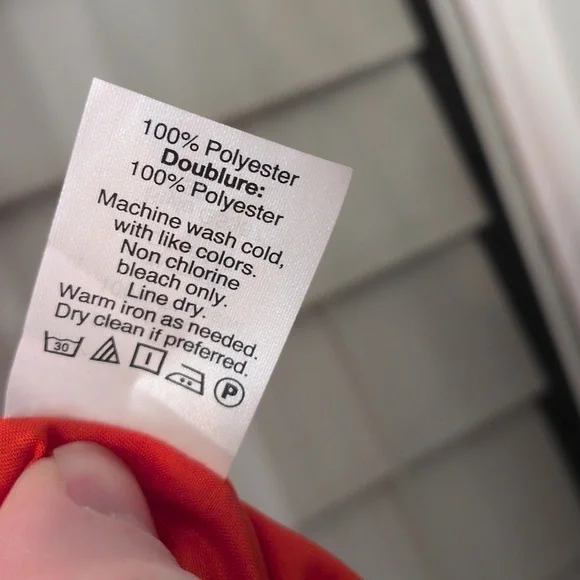 100% Polyester
Doublure:
100% Polyester
Machine wash cold,
with like colors.
Non chlorine
bleach only.
Line dry.
Warm iron as needed.
Dry clean if preferred.
30 P